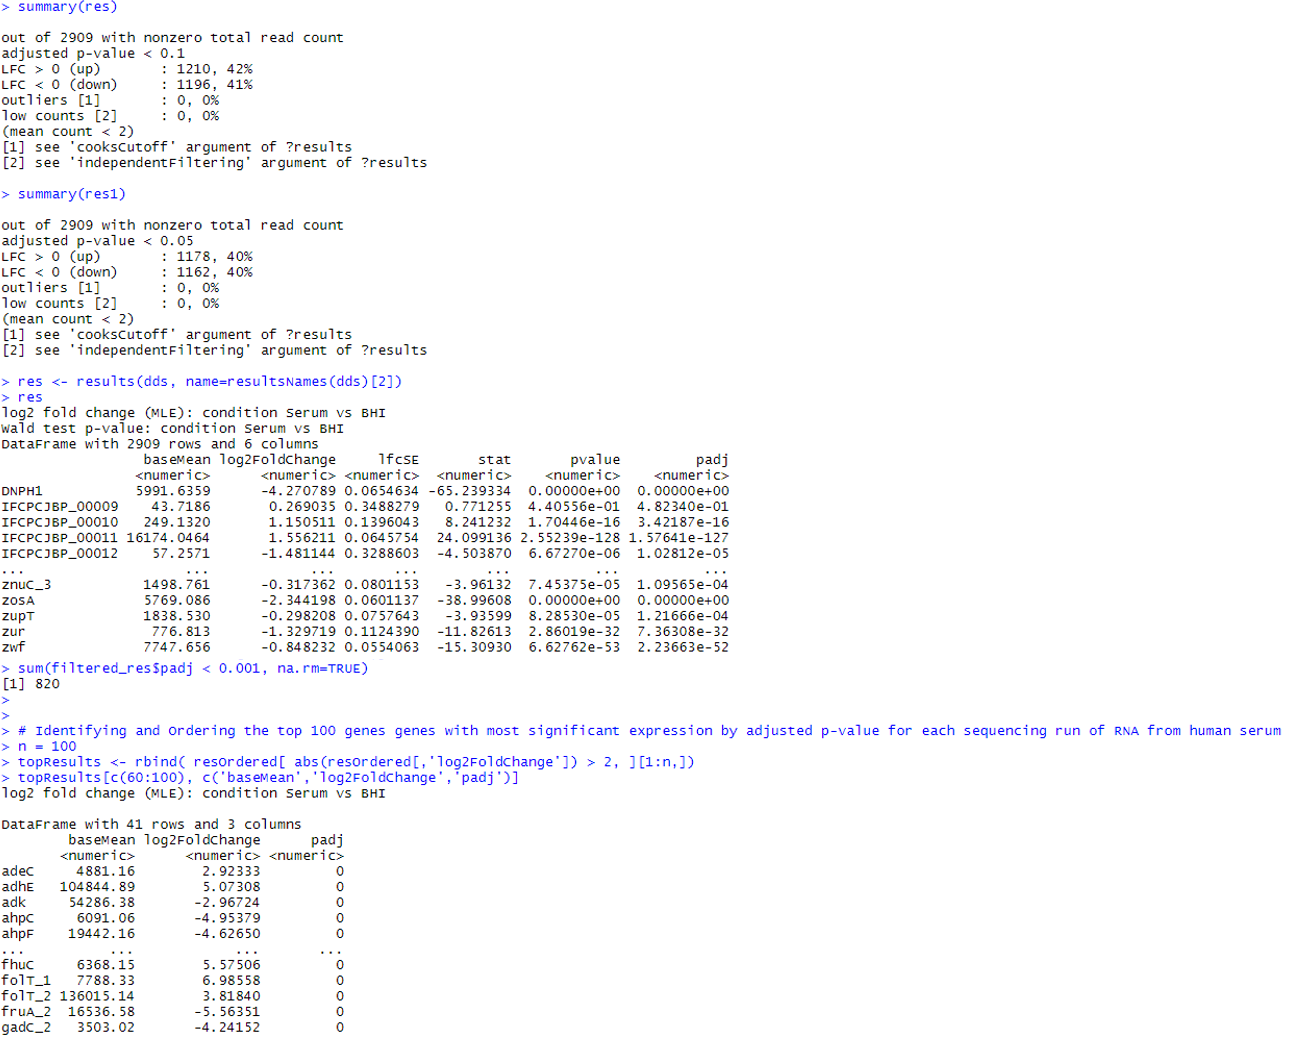 > summary(res)
out of 2909 with nonzero total read count
adjusted p-value < 0.1
LFC > 0 (up)       : 1210, 42%
LFC < 0 (down)     : 1196, 41%
outliers [1]       : 0, 0%
low counts [2]     : 0, 0%
(mean count < 2)
[1] see 'cooksCutoff' argument of ?results
[2] see 'independentFiltering' argument of ?results
> summary(res1)
out of 2909 with nonzero total read count
adjusted p-value < 0.05
LFC > 0 (up)       : 1178, 40%
LFC < 0 (down)     : 1162, 40%
outliers [1]       : 0, 0%
low counts [2]     : 0, 0%
(mean count < 2)
[1] see 'cooksCutoff' argument of ?results
[2] see 'independentFiltering' argument of ?results
> res <- results(dds, name=resultsNames(dds)[2])
> res
log2 fold change (MLE): condition Serum vs BHI
Wald test p-value: condition Serum vs BHI
DataFrame with 2909 rows and 6 columns
baseMean log2FoldChange     lfcSE       stat       pvalue         padj
<numeric>      <numeric> <numeric>  <numeric>    <numeric>    <numeric>
DNPH1           5991.6359      -4.270789 0.0654634 -65.239334  0.00000e+00  0.00000e+00
IFCPCJBP_00009    43.7186       0.269035 0.3488279   0.771255  4.40556e-01  4.82340e-01
IFCPCJBP_00010   249.1320       1.150511 0.1396043   8.241232  1.70446e-16  3.42187e-16
IFCPCJBP_00011 16174.0464       1.556211 0.0645754  24.099136 2.55239e-128 1.57641e-127
IFCPCJBP_00012    57.2571      -1.481144 0.3288603  -4.503870  6.67270e-06  1.02812e-05
...                   ...            ...       ...        ...          ...          ...
znuC_3           1498.761      -0.317362 0.0801153   -3.96132  7.45375e-05  1.09565e-04
zosA             5769.086      -2.344198 0.0601137  -38.99608  0.00000e+00  0.00000e+00
zupT             1838.530      -0.298208 0.0757643   -3.93599  8.28530e-05  1.21666e-04
zur               776.813      -1.329719 0.1124390  -11.82613  2.86019e-32  7.36308e-32
zwf              7747.656      -0.848232 0.0554063  -15.30930  6.62762e-53  2.23663e-52
> sum(filtered_res$padj < 0.001, na.rm=TRUE)
[1] 820
>
>
> # Identifying and Ordering the top 100 genes genes with most significant expression by adjusted p-value for each sequencing run of RNA from human serum
> n = 100
> topResults <- rbind( resOrdered[ abs(resOrdered[,'log2FoldChange']) > 2, ][1:n,])
> topResults[c(60:100), c('baseMean','log2FoldChange','padj')]
log2 fold change (MLE): condition Serum vs BHI
DataFrame with 41 rows and 3 columns
baseMean log2FoldChange      padj
<numeric>      <numeric> <numeric>
adeC     4881.16        2.92333         0
adhE   104844.89        5.07308         0
adk     54286.38       -2.96724         0
ahpC     6091.06       -4.95379         0
ahpF    19442.16       -4.62650         0
...          ...            ...       ...
fhuC     6368.15        5.57506         0
folT_1   7788.33        6.98558         0
folT_2 136015.14        3.81840         0
fruA_2  16536.58       -5.56351         0
gadC_2   3503.02       -4.24152         0